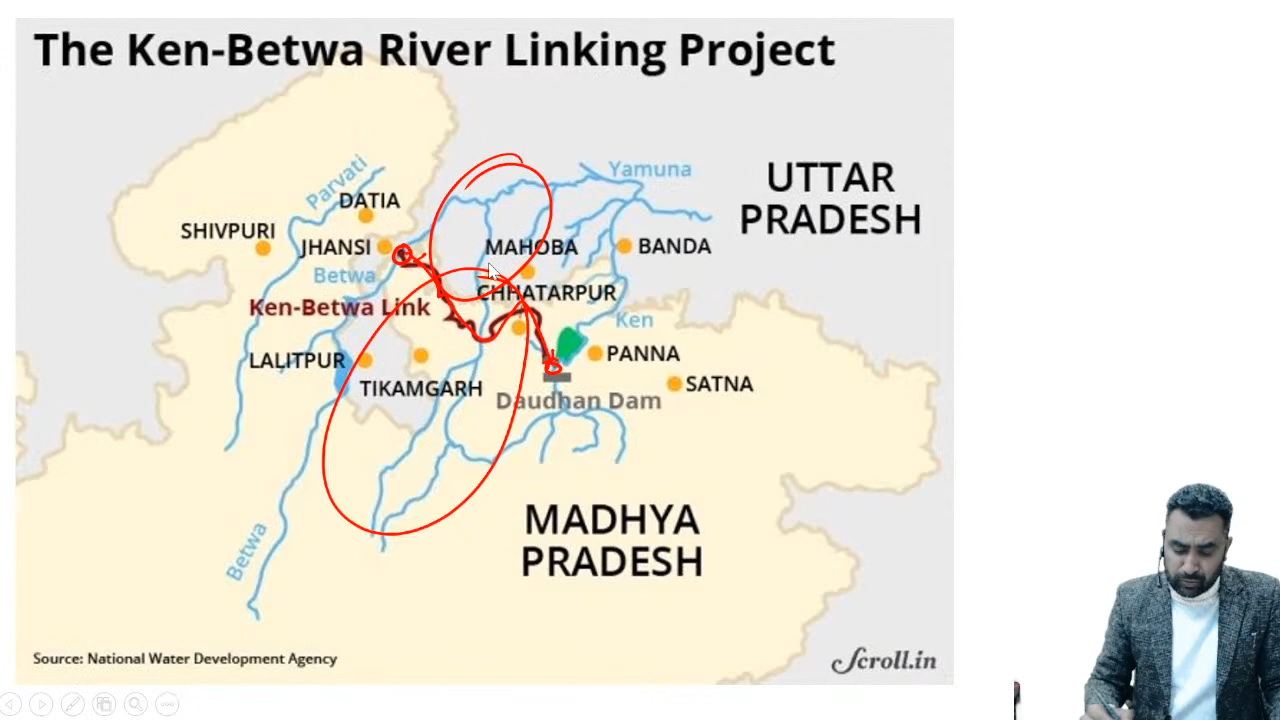 The Ken-Betwa River Linking Project
Yamuna
UTTAR
PRADESH
Parvati
DATIA
SHIVPURI
JHANSI
MAHOBA
BANDA
Betwa
CHHATARPUR
Ken-Betwa Link
Ken
PANNA
LALITPUR
TIKAMGARH
SATNA
Daudhan Dam
MADHYA
PRADESH
Betwa
Source: National Water Development Agency
Scroll.in